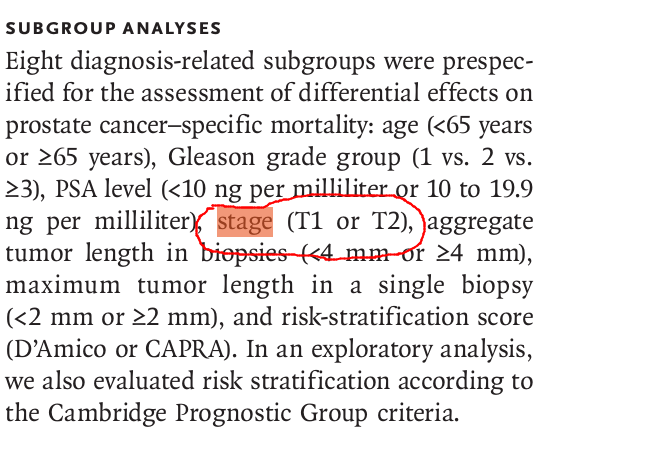 SUBGROUP ANALYSES
Eight diagnosis-related subgroups were prespec-
ified for the assessment of differential effects on
prostate cancer–specific mortality: age (<65 years
or ≥65 years), Gleason grade group (1 vs. 2 vs.
≥3), PSA level (<10 ng per milliliter or 10 to 19.9
ng per milliliter), stage (T1 or T2), aggregate
tumor length in biopsies (<4 mm or ≥4 mm),
maximum tumor length in a single biopsy
(<2 mm or ≥2 mm), and risk-stratification score
(D’Amico or CAPRA). In an exploratory analysis,
we also evaluated risk stratification according to
the Cambridge Prognostic Group criteria.